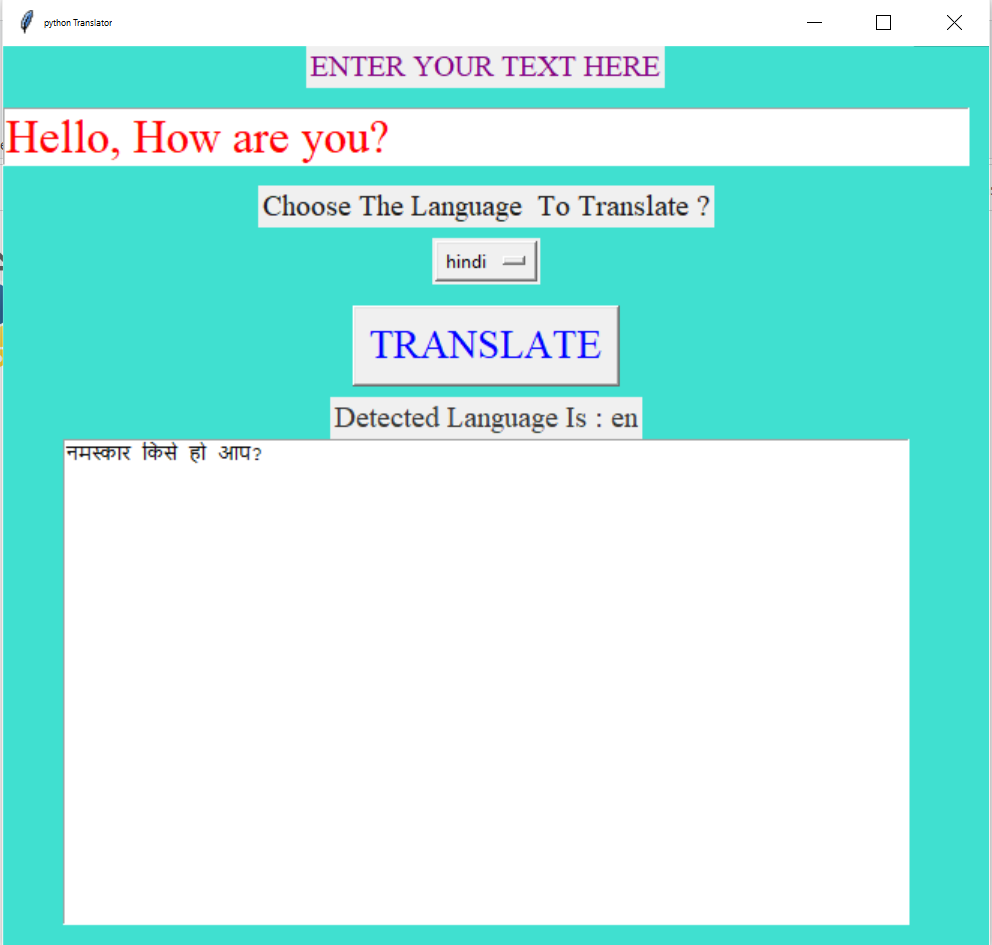 python Translator
ENTER YOUR TEXT HERE
Hello, How are you?
Choose The Language  To Translate ?
hindi
TRANSLATE
Detected Language Is : en
नमस्कार किसे हो आप?